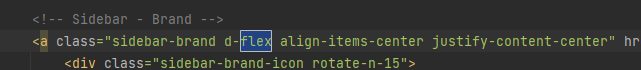 <!-- Sidebar - Brand -->
<a class="sidebar-brand d-flex align-items-center justify-content-center" hr
<div class="sidebar-brand-icon rotate-n-15">